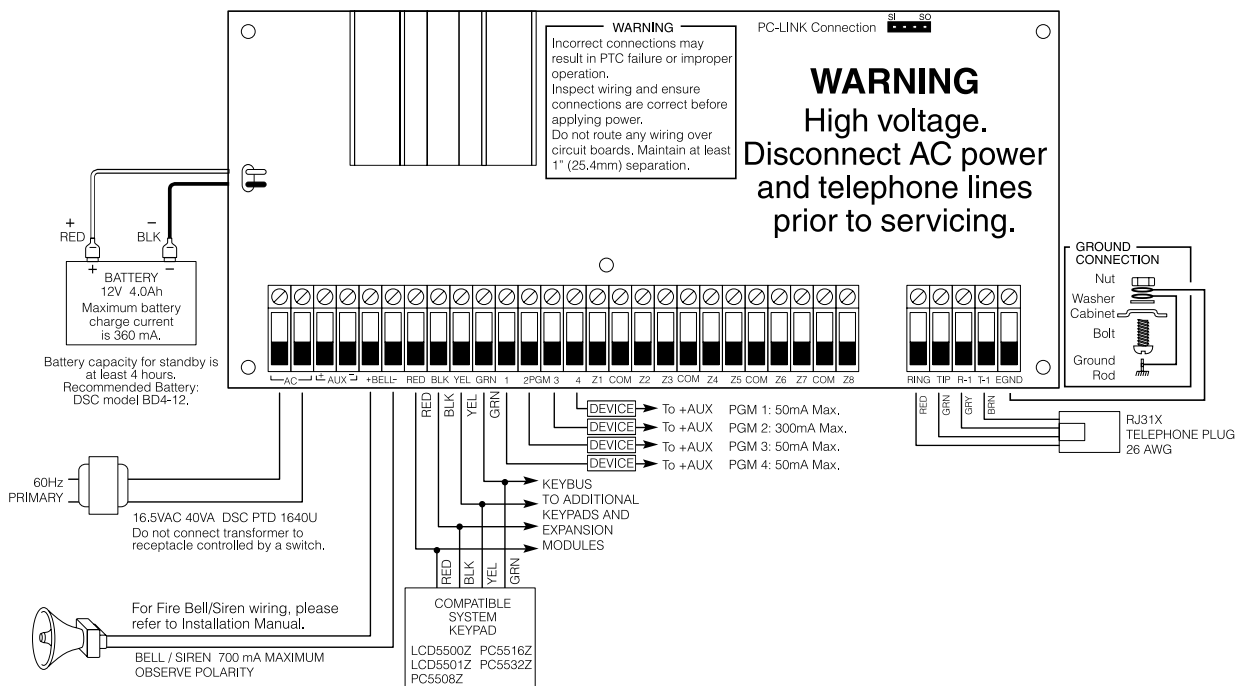 SI SO
PC-LINK Connection
WARNING
Incorrect connections may
result in PTC failure or improper
operation.
Inspect wiring and ensure
connections are correct before
applying power.
Do not route any wiring over
circuit boards. Maintain at least
1" (25.4mm) separation.
WARNING
High voltage.
Disconnect AC power
and telephone lines
prior to servicing.
+ −
RED BLK
+ −
BATTERY
12V 4.0Ah
Maximum battery
charge current
is 360 mA.
Battery capacity for standby is
at least 4 hours.
Recommended Battery:
DSC model BD4-12.
GROUND
CONNECTION
Nut
Washer
Cabinet
Bolt
Ground
Rod
AC + AUX - +BELL- RED BLK YEL GRN 1 2PGM 3 4 Z1 COM Z2 Z3 COM Z4 Z5 COM Z6 Z7 COM Z8
RING TIP R-1 T-1 EGND
RED BLK YEL GRN
RED GRN GRY BRN
DEVICE To +AUX PGM 1: 50mA Max.
DEVICE To +AUX PGM 2: 300mA Max.
DEVICE To +AUX PGM 3: 50mA Max.
DEVICE To +AUX PGM 4: 50mA Max.
RJ31X
TELEPHONE PLUG
26 AWG
60Hz
PRIMARY
16.5VAC 40VA DSC PTD 1640U
Do not connect transformer to
receptacle controlled by a switch.
KEYBUS
TO ADDITIONAL
KEYPADS AND
EXPANSION
MODULES
RED BLK YEL GRN
COMPATIBLE
SYSTEM
KEYPAD
LCD5500Z PC5516Z
LCD5501Z PC5532Z
PC5508Z
For Fire Bell/Siren wiring, please
refer to Installation Manual.
BELL / SIREN 700 mA MAXIMUM
OBSERVE POLARITY